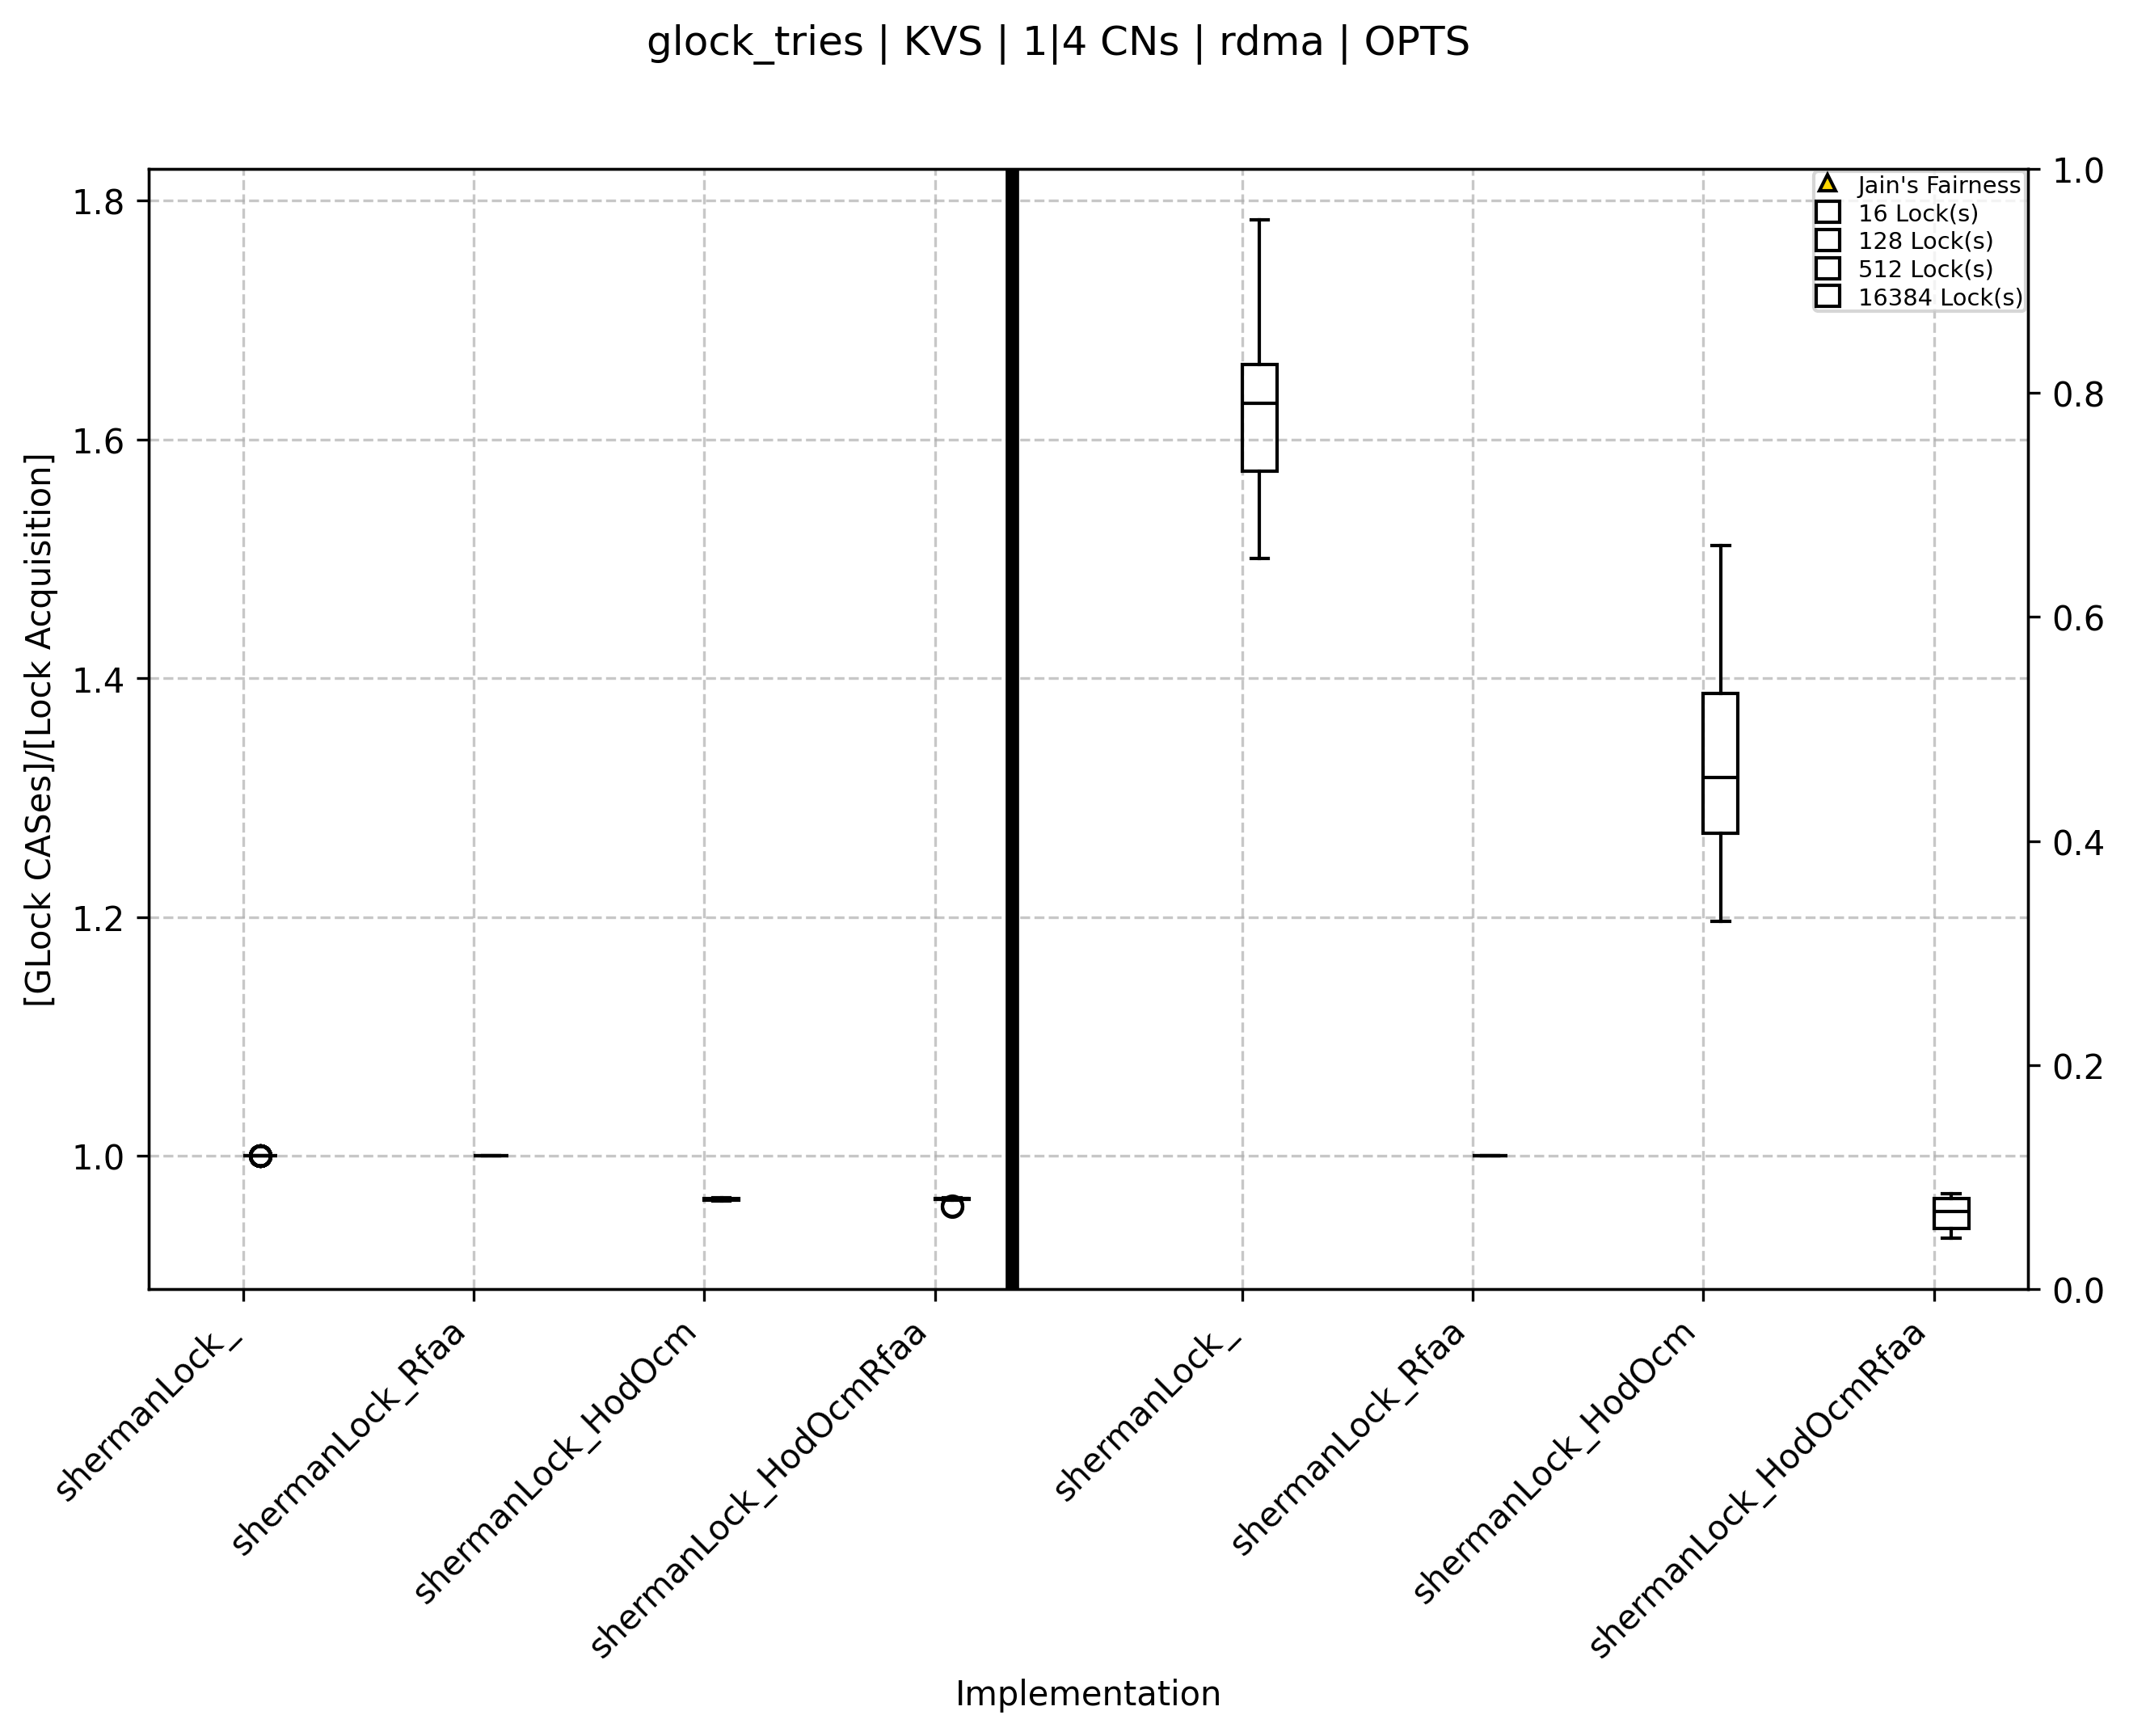 glock_tries | KVS | 1|4 CNs | rdma | OPTS
[GLock CASes]/[Lock Acquisition]
1.8
1.6
1.4
1.2
1.0
1.0
0.8
0.6
0.4
0.2
0.0
Jain's Fairness
16 Lock(s)
128 Lock(s)
512 Lock(s)
16384 Lock(s)
shermanLock_
shermanLock_Rfaa
shermanLock_HodOcm
shermanLock_HodOcmRfaa
shermanLock_
shermanLock_Rfaa
shermanLock_HodOcm
shermanLock_HodOcmRfaa
Implementation